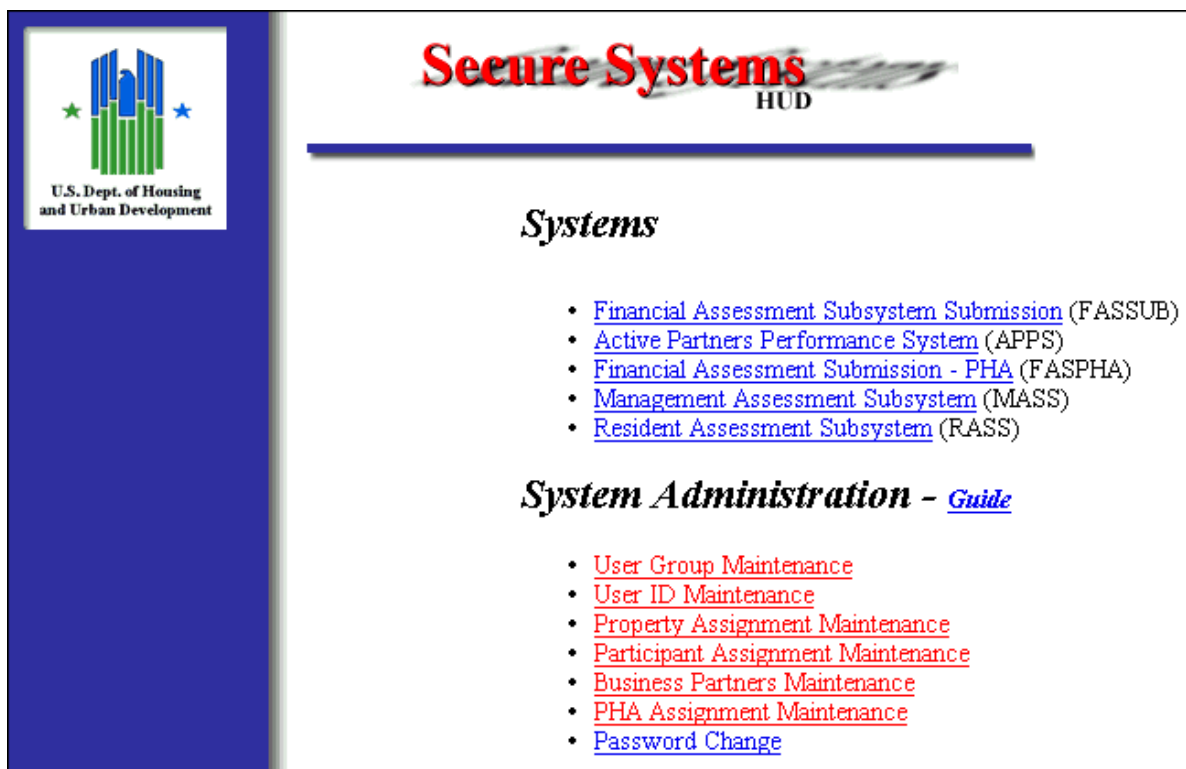 U.S. Dept. of Housing
and Urban Development
Secure Systems
HUD
Systems
• Financial Assessment Subsystem Submission (FASSUB)
• Active Partners Performance System (APPS)
• Financial Assessment Submission - PHA (FASPHA)
• Management Assessment Subsystem (MASS)
• Resident Assessment Subsystem (RASS)
System Administration - Guide
• User Group Maintenance
• User ID Maintenance
• Property Assignment Maintenance
• Participant Assignment Maintenance
• Business Partners Maintenance
• PHA Assignment Maintenance
• Password Change